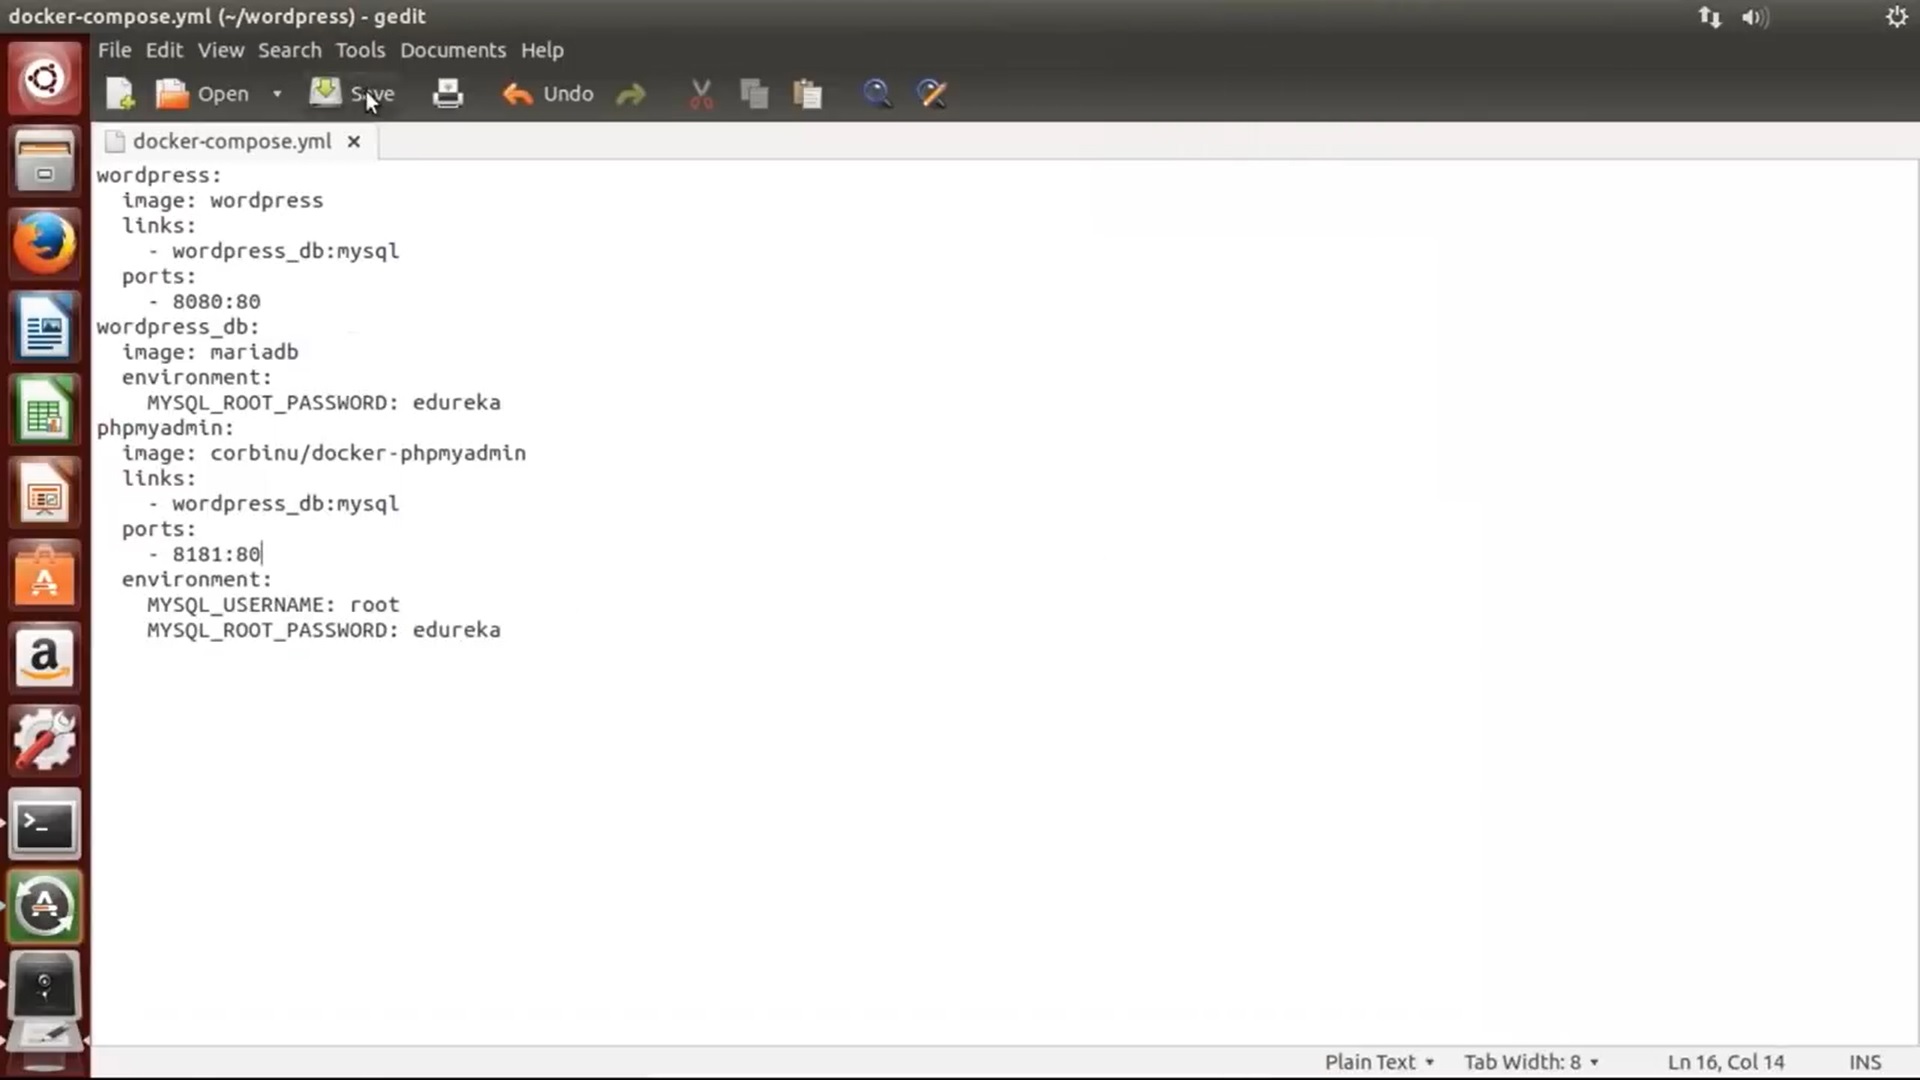 docker-compose.yml (~/wordpress) - gedit
File Edit View Search Tools Documents Help
Open Save Undo
docker-compose.yml
wordpress:
  image: wordpress
  links:
    - wordpress_db:mysql
  ports:
    - 8080:80
wordpress_db:
  image: mariadb
  environment:
    MYSQL_ROOT_PASSWORD: edureka
phpmyadmin:
  image: corbinu/docker-phpmyadmin
  links:
    - wordpress_db:mysql
  ports:
    - 8181:80
  environment:
    MYSQL_USERNAME: root
    MYSQL_ROOT_PASSWORD: edureka
Plain Text Tab Width: 8 Ln 16, Col 14 INS